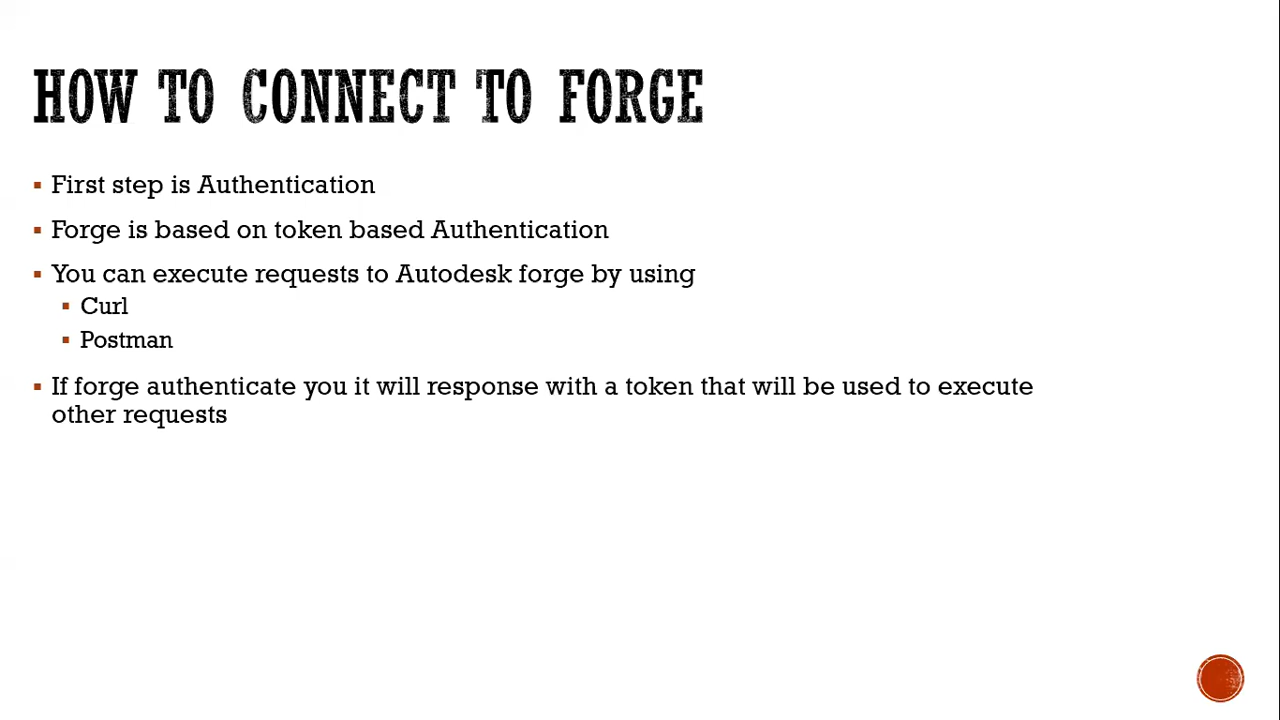 HOW TO CONNECT TO FORGE
▪ First step is Authentication
▪ Forge is based on token based Authentication
▪ You can execute requests to Autodesk forge by using
▪ Curl
▪ Postman
▪ If forge authenticate you it will response with a token that will be used to execute
other requests